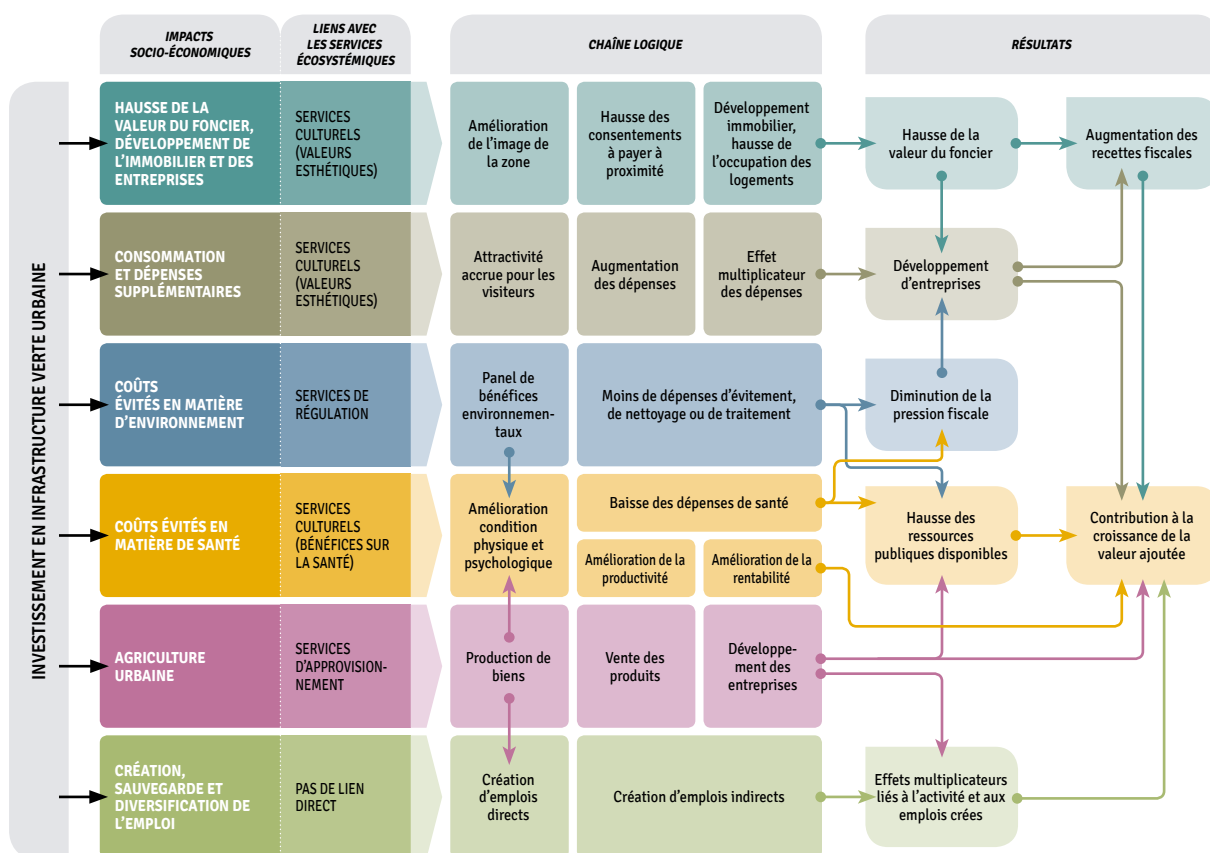 IMPACTS
SOCIO-ÉCONOMIQUES
LIENS AVEC
LES SERVICES
ÉCOSYSTÉMIQUES
CHAÎNE LOGIQUE
RÉSULTATS
INVESTISSEMENT EN INFRASTRUCTURE VERTE URBAINE
HAUSSE DE LA
VALEUR DU FONCIER,
DÉVELOPPEMENT DE
L'IMMOBILIER ET DES
ENTREPRISES
SERVICES
CULTURELS
(VALEURS
ESTHÉTIQUES)
Amélioration
de l'image de
la zone
Hausse des
consentements
à payer à
proximité
Développement
immobilier,
hausse de
l'occupation des
logements
Hausse de la
valeur du foncier
Augmentation des
recettes fiscales
CONSOMMATION
ET DÉPENSES
SUPPLÉMENTAIRES
SERVICES
CULTURELS
(VALEURS
ESTHÉTIQUES)
Attractivité
accrue pour les
visiteurs
Augmentation
des dépenses
Effet
multiplicateur
des dépenses
Développement
d'entreprises
COÛTS
ÉVITÉS EN MATIÈRE
D'ENVIRONNEMENT
SERVICES DE
RÉGULATION
Panel de
bénéfices
environnemen-
taux
Moins de dépenses d'évitement,
de nettoyage ou de traitement
Diminution de la
pression fiscale
COÛTS ÉVITÉS EN
MATIÈRE DE SANTÉ
SERVICES
CULTURELS
(BÉNÉFICES SUR
LA SANTÉ)
Amélioration
condition
physique et
psychologique
Baisse des dépenses de santé
Amélioration de la
productivité
Amélioration de la
rentabilité
Hausse des
ressources
publiques disponibles
Contribution à la
croissance de la
valeur ajoutée
AGRICULTURE
URBAINE
SERVICES
D'APPROVISION-
NEMENT
Production de
biens
Vente des
produits
Développe-
ment des
entreprises
CRÉATION,
SAUVEGARDE ET
DIVERSIFICATION DE
L'EMPLOI
PAS DE LIEN
DIRECT
Création
d'emplois
directs
Création d'emplois indirects
Effets multiplicateurs
liés à l'activité et aux
emplois crées